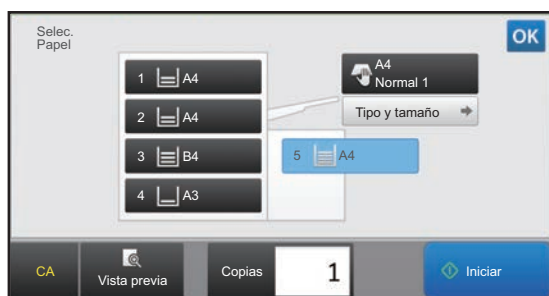 Selec.
Papel
OK
1 A4
2 A4
3 B4
4 A3
A4
Normal 1
Tipo y tamaño
5 A4
CA
Vista previa
Copias
1
Iniciar